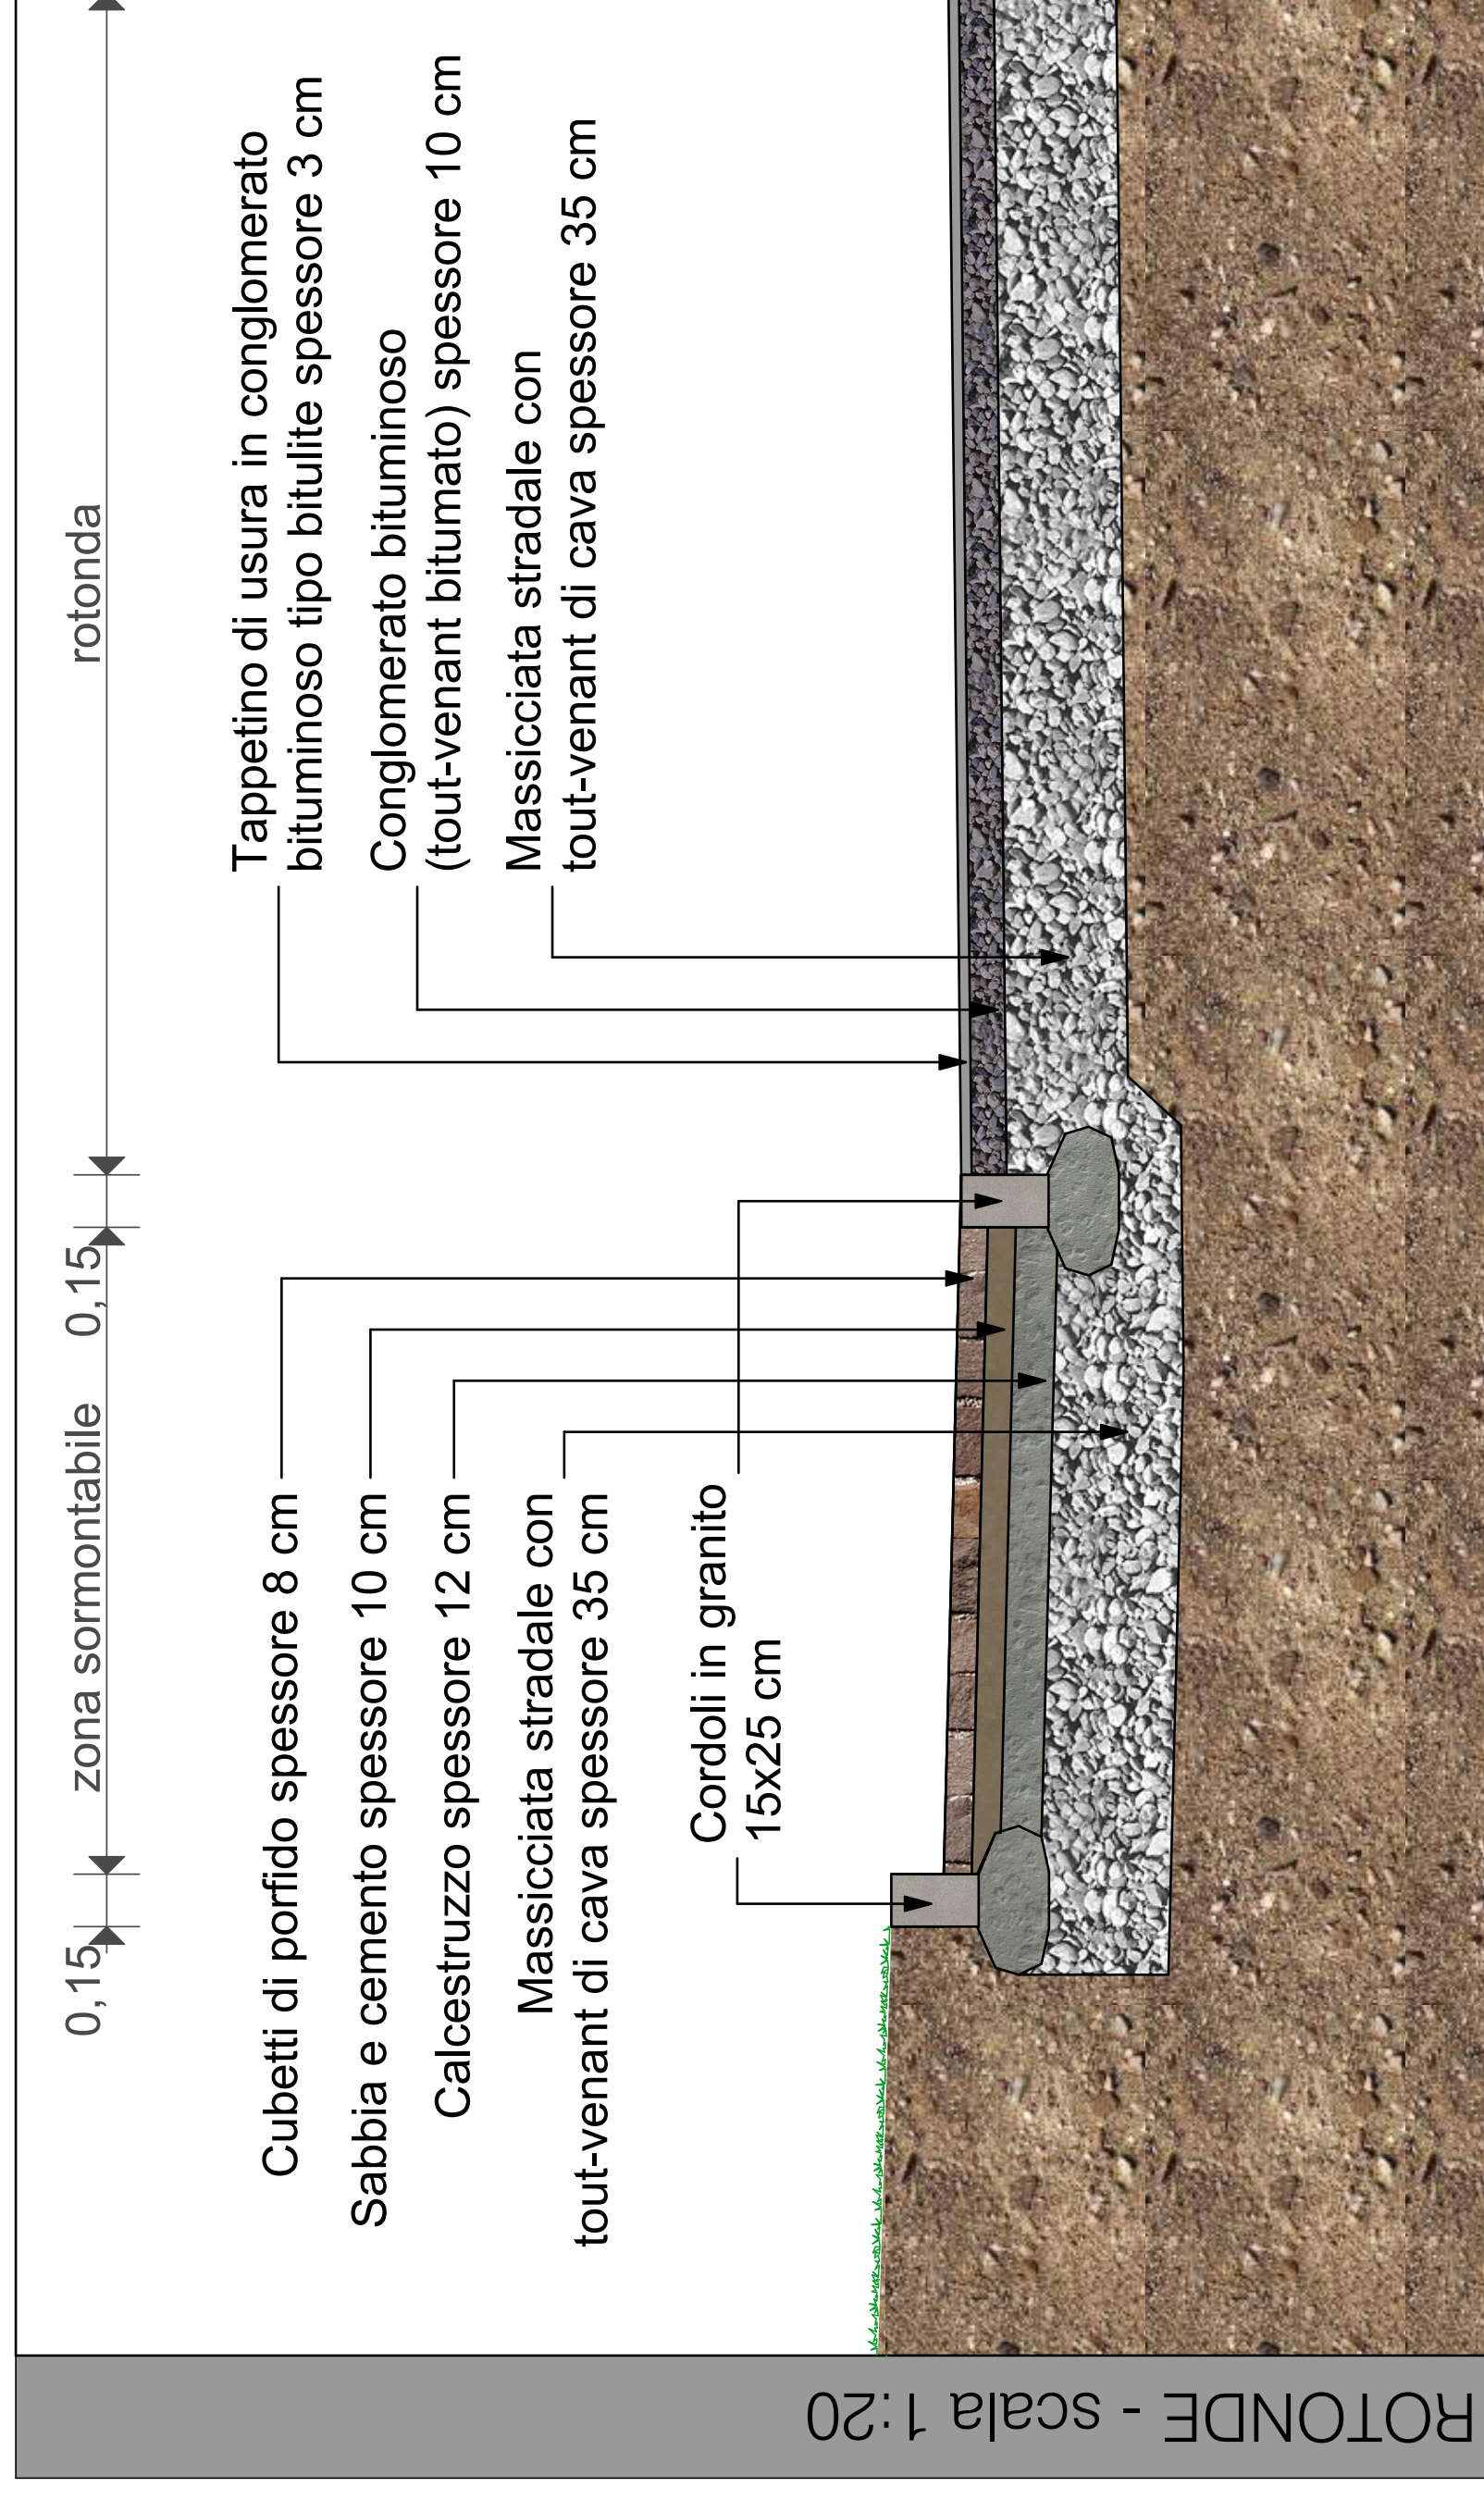 0,15
zona sormontabile
0,15
rotonda
Cubetti di porfido spessore 8 cm
Sabbia e cemento spessore 10 cm
Calcestruzzo spessore 12 cm
Massicciata stradale con
tout-venant di cava spessore 35 cm
Cordoli in granito
15x25 cm
Tappetino di usura in conglomerato
bituminoso tipo bitulite spessore 3 cm
Conglomerato bituminoso
(tout-venant bitumato) spessore 10 cm
Massicciata stradale con
tout-venant di cava spessore 35 cm
ROTONDE - scala 1:20